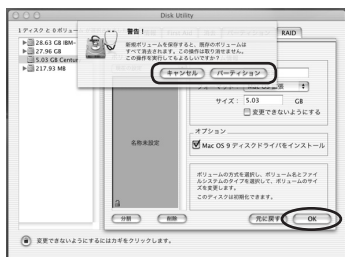 Disk Utility
1 ディスクと 0 ボリュー
28.63 GB IBM-
27.96 GB
5.03 GB Centur
217.93 MB
警告！
新規ボリュームを保存すると、既存のボリュームは
すべて消去されます。この操作は取り消せません。
この操作を実行してもよろしいですか？
キャンセル
パーティション
RAID
Mac OS 拡張
サイズ： 5.03 GB
変更できないようにする
名称未設定
オプション
Mac OS 9 ディスクドライバをインストール
ボリュームの方式を選択し、ボリューム名とファイ
ルシステムのタイプを選択して、ボリュームのサイ
ズを変更します。
このディスクは初期化できます。
分割
削除
元に戻す
OK
変更できないようにするにはカギをクリックします。